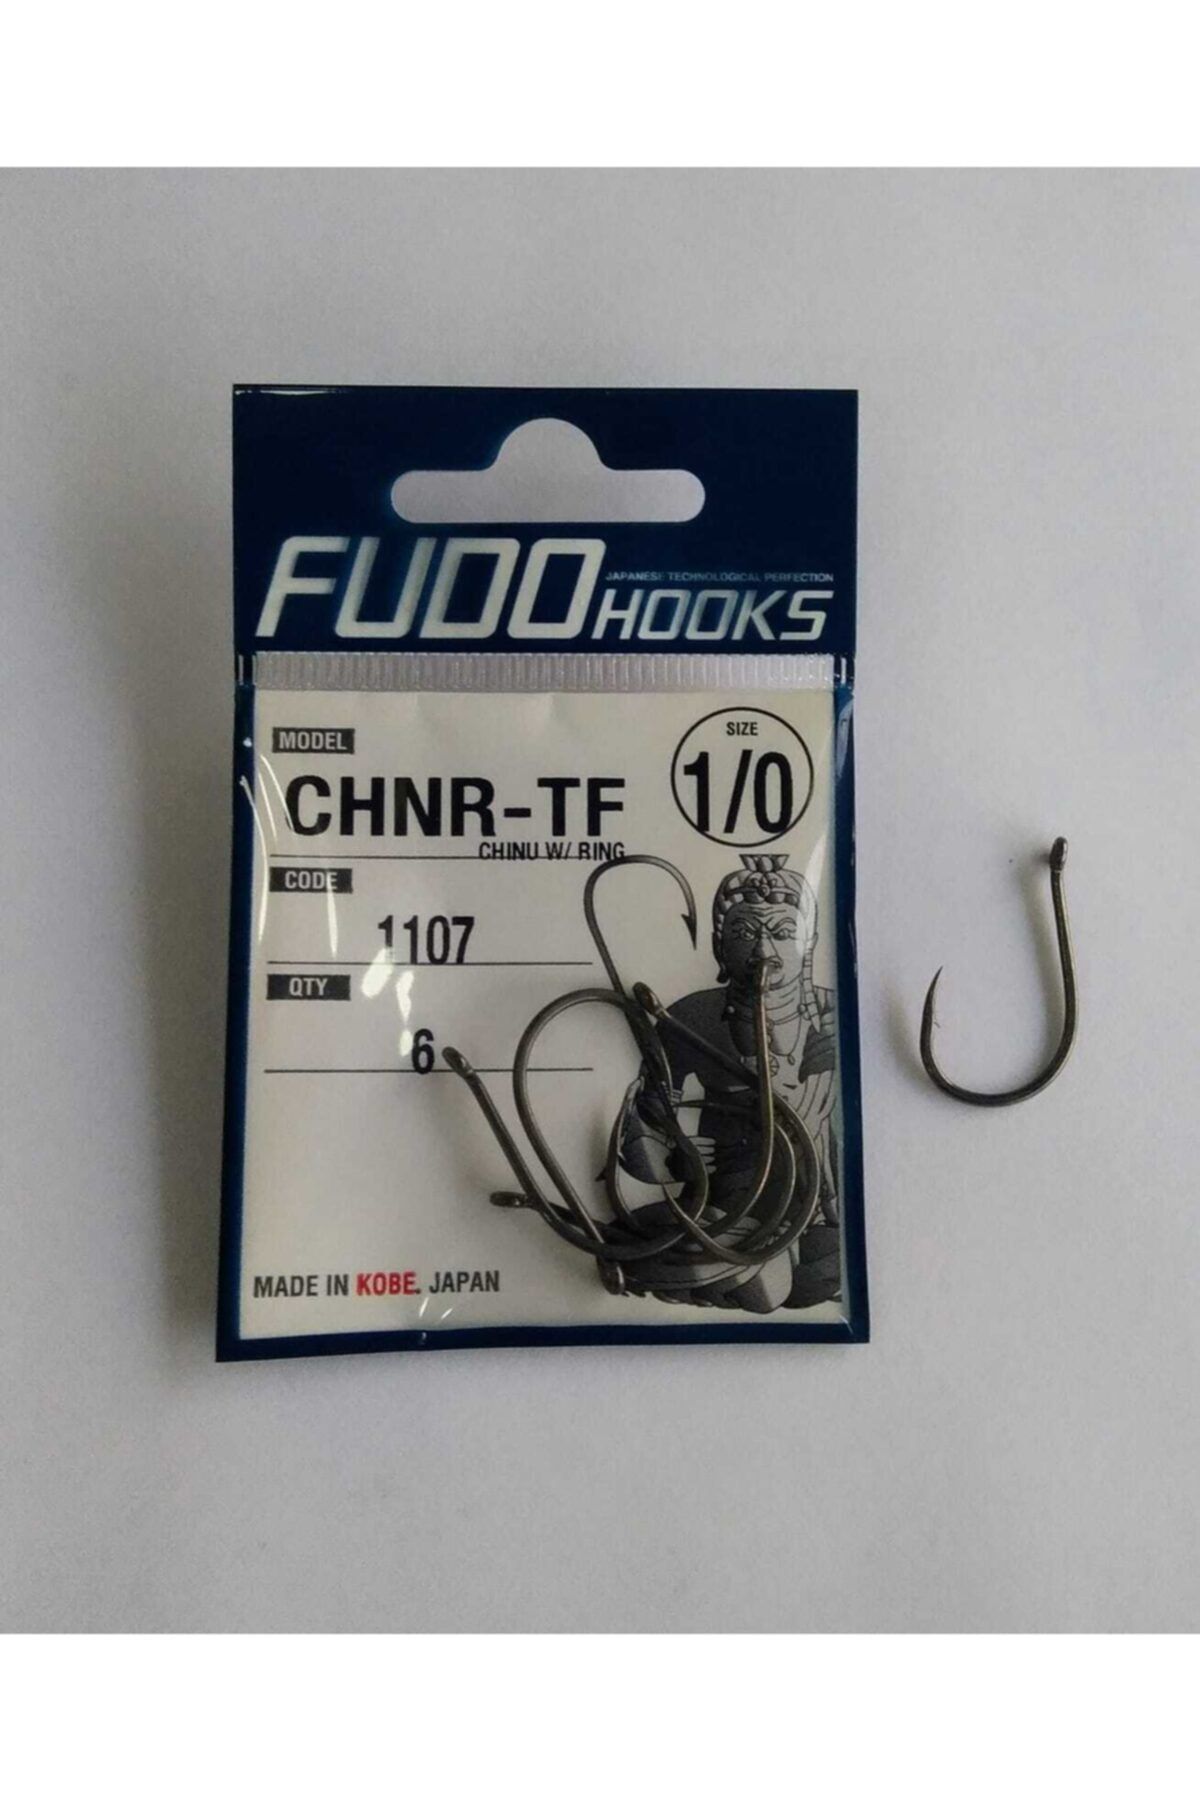 FUDO HOOKS
JAPANESE TECHNOLOGICAL PERFECTION
MODEL
CHNR-TF
CHINU W/ RING
SIZE
1/0
CODE
1107
QTY
6
MADE IN KOBE. JAPAN